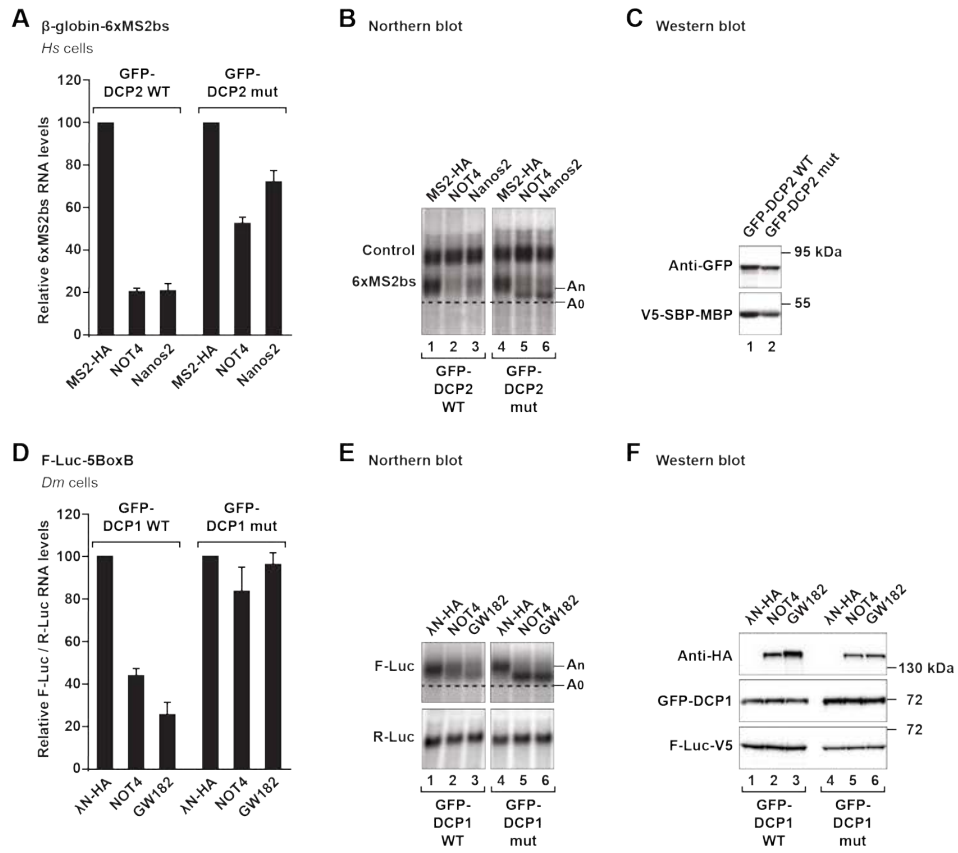 A β-globin-6xMS2bs
Hs cells
GFP-
DCP2 WT
GFP-
DCP2 mut
Relative 6xMS2bs RNA levels
120
100
80
60
40
20
0
MS2-HA NOT4 Nanos2 MS2-HA NOT4 Nanos2
B Northern blot
MS2-HA NOT4 Nanos2 MS2-HA NOT4 Nanos2
Control
6xMS2bs
An
A0
1 2 3 4 5 6
GFP-
DCP2
WT
GFP-
DCP2
mut
C Western blot
GFP-DCP2 WT
GFP-DCP2 mut
Anti-GFP
95 kDa
V5-SBP-MBP
55
1 2
D F-Luc-5BoxB
Dm cells
GFP-
DCP1 WT
GFP-
DCP1 mut
Relative F-Luc / R-Luc RNA levels
120
100
80
60
40
20
0
λN-HA NOT4 GW182 λN-HA NOT4 GW182
E Northern blot
λN-HA NOT4 GW182 λN-HA NOT4 GW182
F-Luc
An
A0
R-Luc
1 2 3 4 5 6
GFP-
DCP1
WT
GFP-
DCP1
mut
F Western blot
λN-HA NOT4 GW182 λN-HA NOT4 GW182
Anti-HA
130 kDa
GFP-DCP1
72
72
F-Luc-V5
1 2 3 4 5 6
GFP-
DCP1
WT
GFP-
DCP1
mut